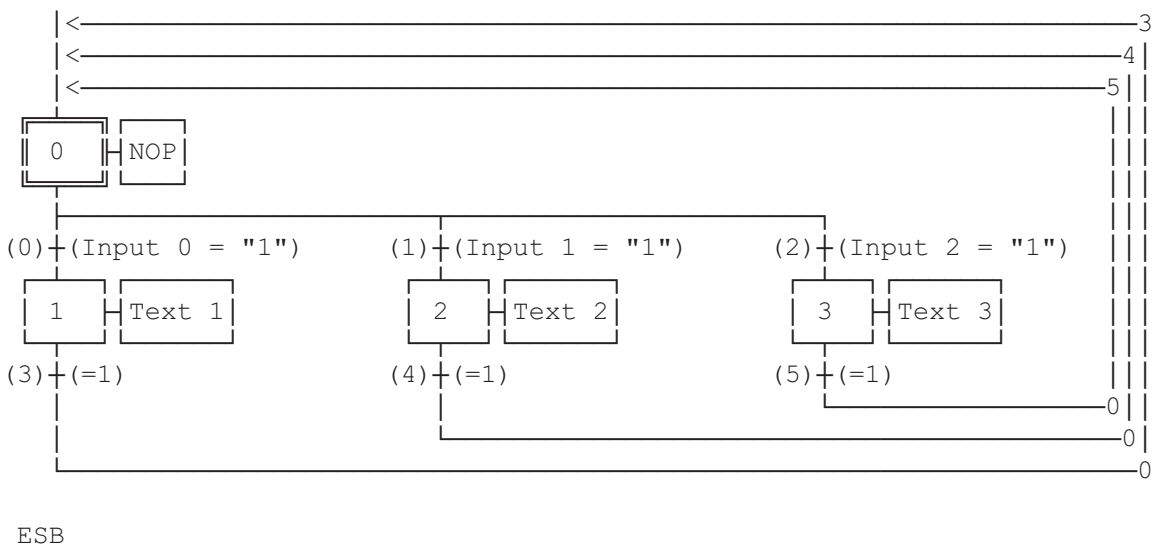 <3
<4
<5
0 NOP
(0) (Input 0 = "1") (1) (Input 1 = "1") (2) (Input 2 = "1")
1 Text 1 2 Text 2 3 Text 3
(3) (=1) (4) (=1) (5) (=1)
0
0
0
ESB